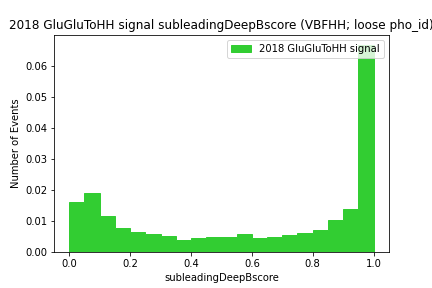 2018 GluGluToHH signal subleadingDeepBscore (VBFHH; loose pho_id)
2018 GluGluToHH signal
Number of Events
0.06
0.05
0.04
0.03
0.02
0.01
0.00
0.0 0.2 0.4 0.6 0.8 1.0
subleadingDeepBscore